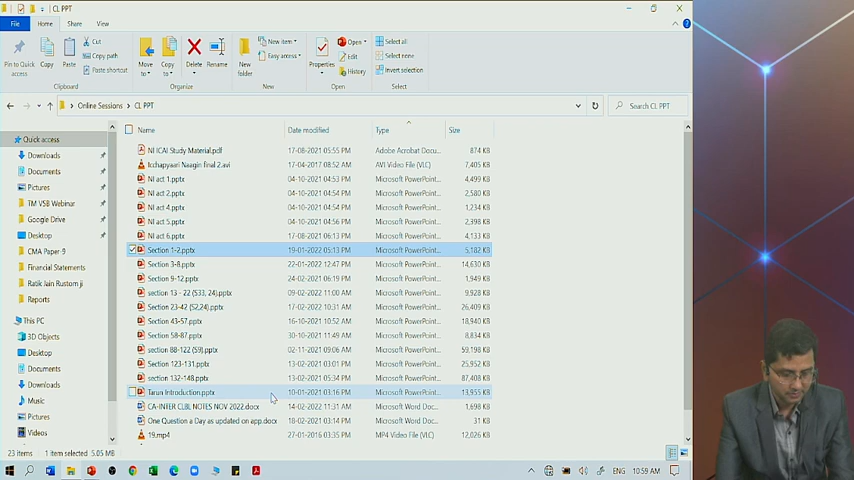 CL PPT
File Home Share View
Pin to Quick access
Copy
Paste
Cut
Copy path
Paste shortcut
Clipboard
Move to
Copy to
Delete
Rename
Organize
New folder
New item
Easy access
New
Properties
Open
Edit
History
Open
Select all
Select none
Invert selection
Select
Online Sessions > CL PPT
Search CL PPT
Quick access
Downloads
Documents
Pictures
TM VSB Webinar
Google Drive
Desktop
CMA Paper-9
Financial Statements
Ratik Jain Rustom ji
Reports
This PC
3D Objects
Desktop
Documents
Downloads
Music
Pictures
Videos
Name Date modified Type Size
NI ICAI Study Material.pdf 17-08-2021 05:55 PM Adobe Acrobat Docu... 874 KB
Icchapyaari Naagin final 2.avi 17-04-2017 08:52 PM AVI Video File (VLC) 7,405 KB
NI act 1.pptx 04-10-2021 04:53 PM Microsoft PowerPoint... 4,499 KB
NI act 2.pptx 04-10-2021 04:54 PM Microsoft PowerPoint... 4,930 KB
NI act 4.pptx 04-10-2021 04:54 PM Microsoft PowerPoint... 1,234 KB
NI act 5.pptx 04-10-2021 04:56 PM Microsoft PowerPoint... 2,398 KB
NI act 6.pptx 17-08-2021 06:13 PM Microsoft PowerPoint... 4,133 KB
Section 1-2.pptx 19-01-2022 05:13 PM Microsoft PowerPoint... 5,182 KB
Section 3-8.pptx 22-01-2022 12:47 PM Microsoft PowerPoint... 14,630 KB
Section 9-12.pptx 24-02-2022 Microsoft PowerPoint... 1,949 KB
section 13 - 22 (S33, 24).pptx 09-02-2022 11:00 AM Microsoft PowerPoint... 9,928 KB
Section 23-42 (S2,24).pptx 17-02-2022 10:31 AM Microsoft PowerPoint... 26,409 KB
Section 43-57.pptx 16-10-2021 10:52 AM Microsoft PowerPoint... 4,940 KB
Section 58-87.pptx 30-10-2021 11:49 AM Microsoft PowerPoint... 8,834 KB
section 88-122 (S9).pptx 02-11-2021 09:06 AM Microsoft PowerPoint... 59,198 KB
Section 123-131.pptx 13-02-2021 03:01 PM Microsoft PowerPoint... 25,952 KB
section 132-148.pptx 13-02-2021 05:34 PM Microsoft PowerPoint... 87,408 KB
Tarun Introduction.pptx 10-01-2021 03:16 PM Microsoft PowerPoint... 13,955 KB
CA-INTER CLBL NOTES NOV 2022.docx 14-02-2022 11:31 AM Microsoft Word Doc... 1,698 KB
One Question a Day as updated on app.docx 18-02-2021 03:14 PM Microsoft Word Doc... 31 KB
19.mp4 27-01-2016 03:35 PM MP4 Video File (VLC) 12,026 KB
23 items 1 item selected 5.05 MB
ENG 10:59 AM